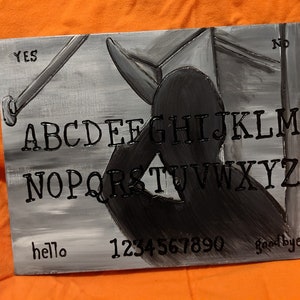 YES NO
ABCDEFGHIJKLM
NOPQRSTUVWXYZ
hello 1234567890 goodbye